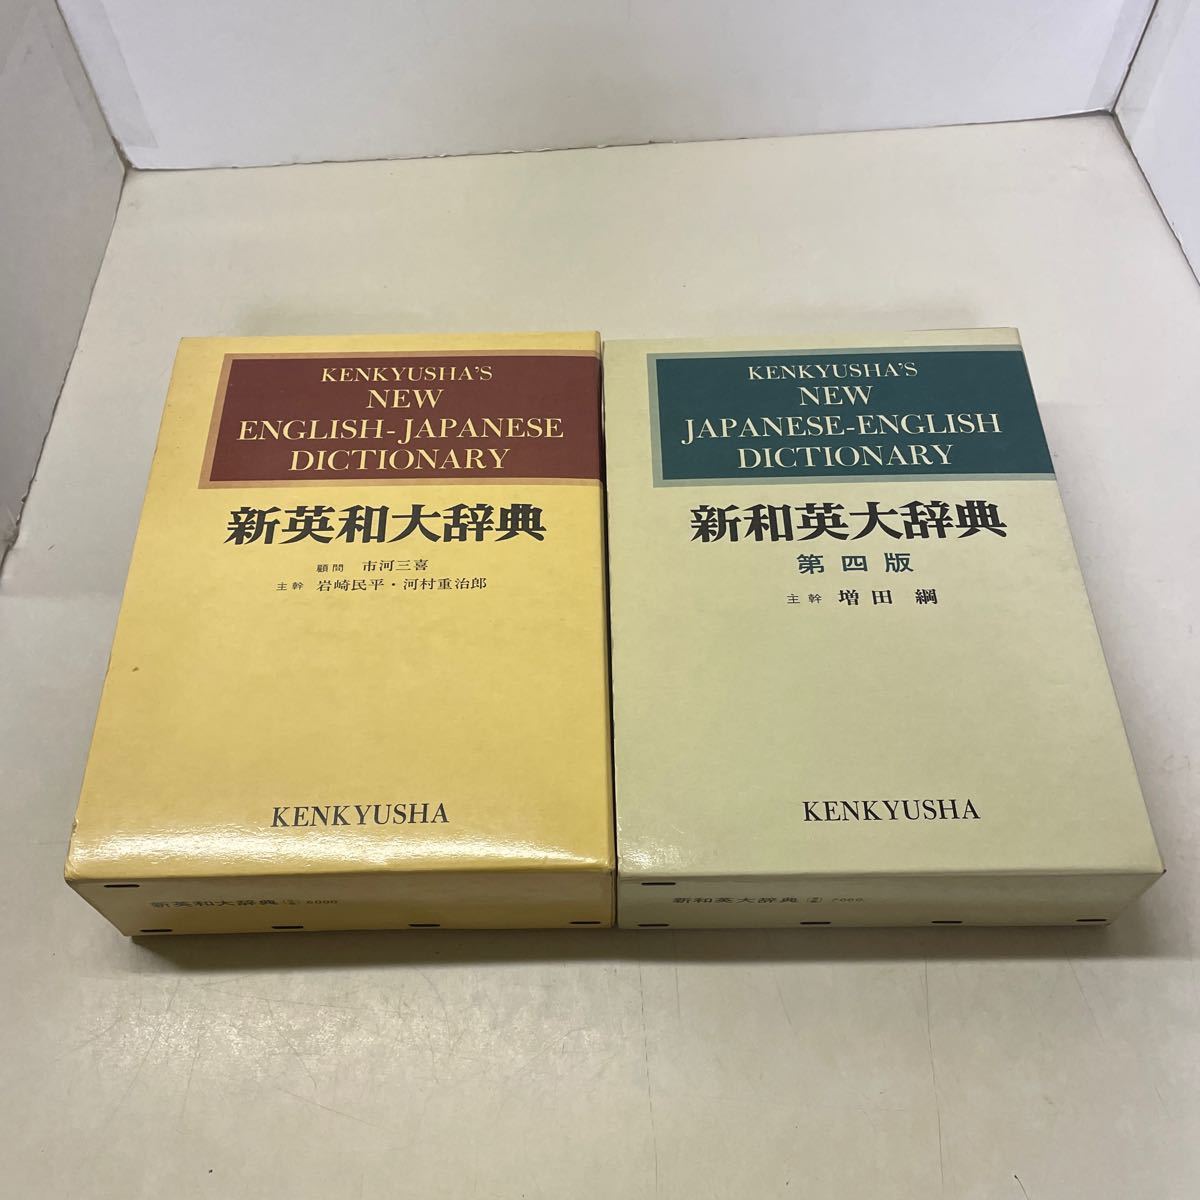 KENKYUSHA'S
NEW
ENGLISH-JAPANESE
DICTIONARY
新英和大辞典
顧問 市河三喜
主幹 岩崎民平・河村重治郎
KENKYUSHA
新英和大辞典 6000
KENKYUSHA'S
NEW
JAPANESE-ENGLISH
DICTIONARY
新和英大辞典
第四版
主幹 増田 綱
KENKYUSHA
新和英大辞典 7000